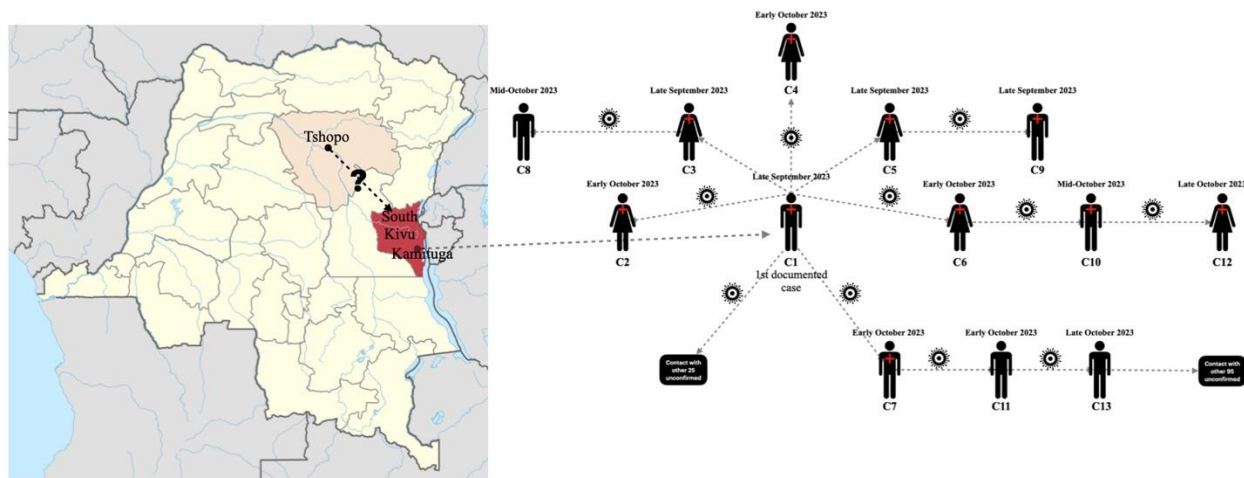 Tshopo
?
South
Kivu
Kamituga
Early October 2023
C4
Mid-October 2023
Late September 2023
Late September 2023
Late September 2023
C8
C3
C5
C9
Late September 2023
Early October 2023
Early October 2023
Mid-October 2023
Late October 2023
C2
C1
C6
C10
C12
1st documented
case
Early October 2023
Early October 2023
Late October 2023
Contact with
other 25
unconfirmed
Contact with
other 95
unconfirmed
C7
C11
C13